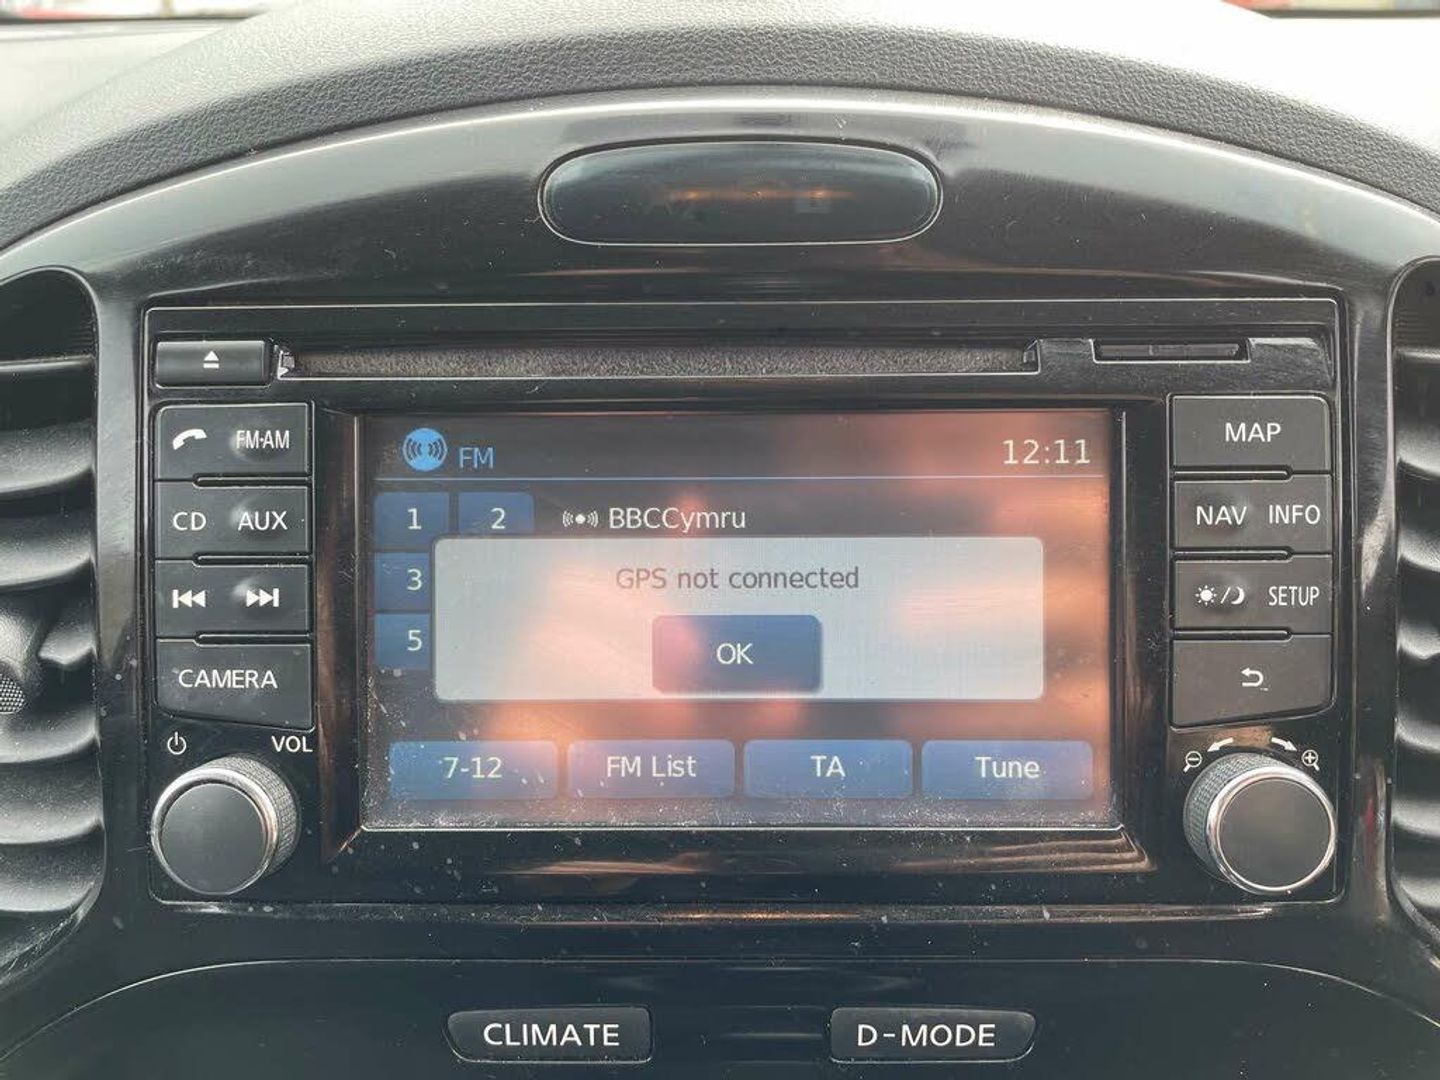 FM·AM
CD AUX
CAMERA
VOL
FM 12:11
1 2 BBCCymru
3
5
GPS not connected
OK
7-12 FM List TA Tune
MAP
NAV INFO
SETUP
CLIMATE D-MODE